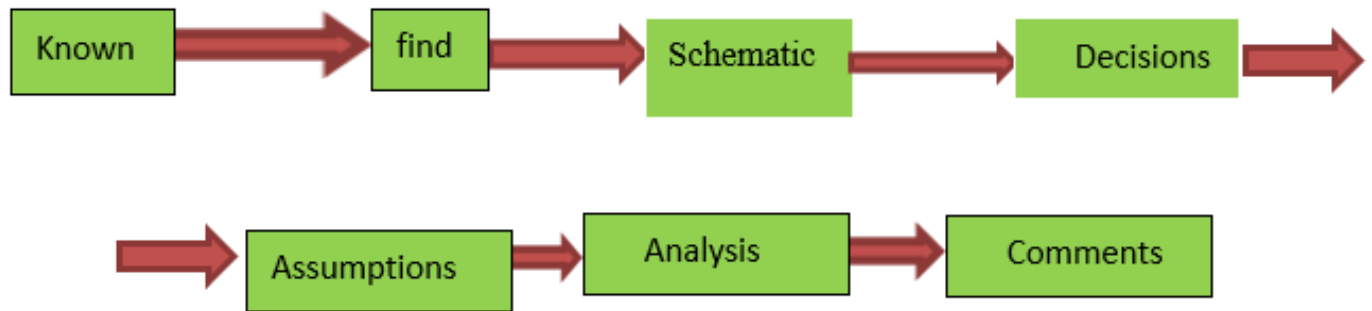 Known
find
Schematic
Decisions
Assumptions
Analysis
Comments